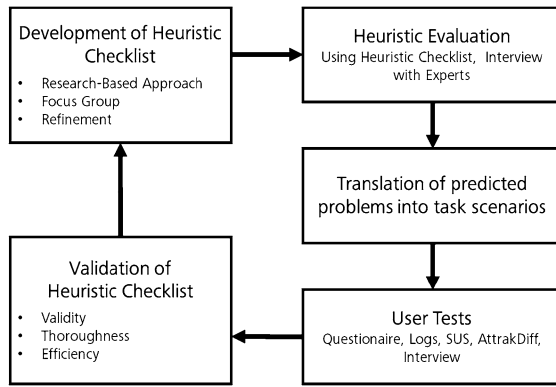 Development of Heuristic
Checklist
• Research-Based Approach
• Focus Group
• Refinement
Heuristic Evaluation
Using Heuristic Checklist, Interview
with Experts
Translation of predicted
problems into task scenarios
User Tests
Questionaire, Logs, SUS, AttrakDiff,
Interview
Validation of
Heuristic Checklist
• Validity
• Thoroughness
• Efficiency